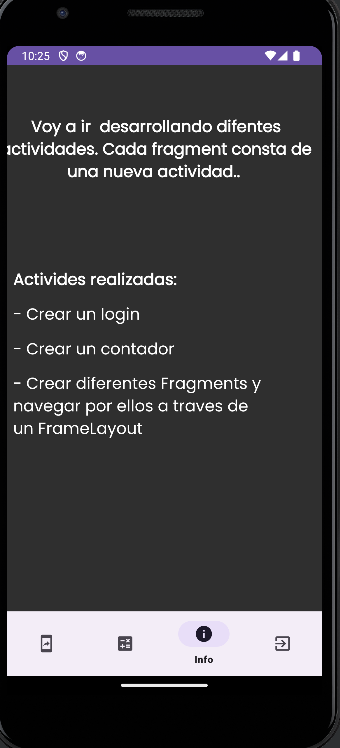 10:25
Voy a ir desarrollando difentes
actividades. Cada fragment consta de
una nueva actividad..
Activides realizadas:
- Crear un login
- Crear un contador
- Crear diferentes Fragments y
navegar por ellos a traves de
un FrameLayout
Info